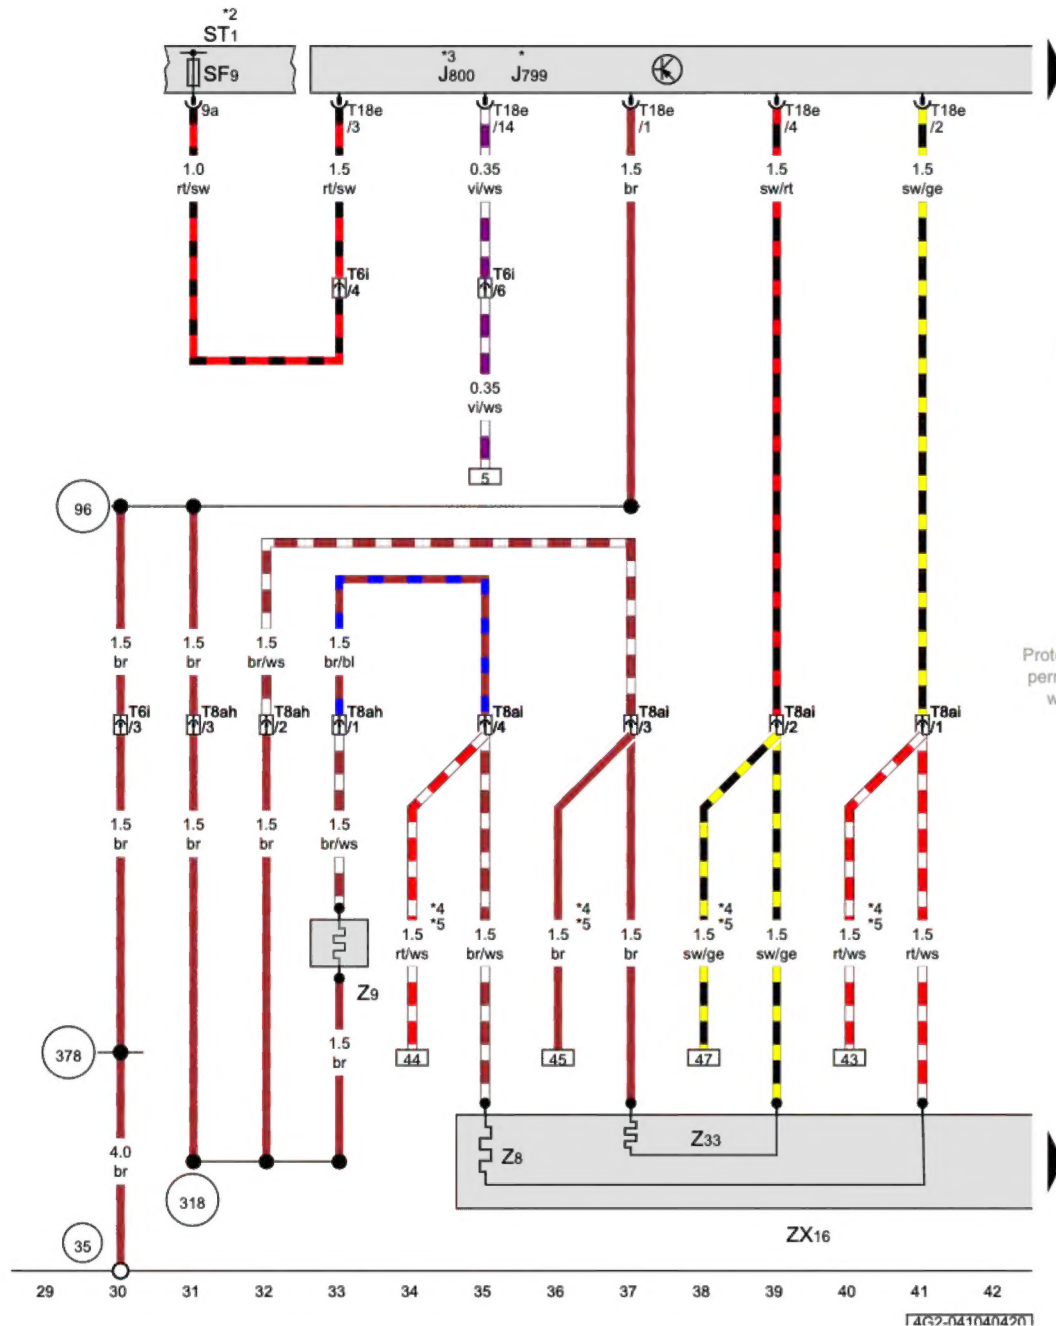 *2
ST1
SF9
*3 *
J800 J799
9a T18e /3 T18e /14 T18e /1 T18e /4 T18e /2
1.0 1.5 0.35 1.5 1.5 1.5
rt/sw rt/sw vi/ws br sw/rt sw/ge
T6i /4 T6i /6
0.35
vi/ws
5
96
1.5 1.5 1.5 1.5
br br br/ws br/bl
Prote
perr
w
T6i /3 T8ah /3 T8ah /2 T8ah /1 T8ai /4 T8ai /3 T8ai /2 T8ai /1
1.5 1.5 1.5 1.5
br br br br/ws
*4 *4 *4 *4
*5 *5 *5 *5
1.5 1.5 1.5 1.5 1.5 1.5 1.5 1.5
rt/ws br/ws br br sw/ge sw/ge rt/ws rt/ws
Z9
1.5
br
378
44 45 47 43
4.0
br
Z8 Z33
318
ZX16
35
29 30 31 32 33 34 35 36 37 38 39 40 41 42
4G2-041040420